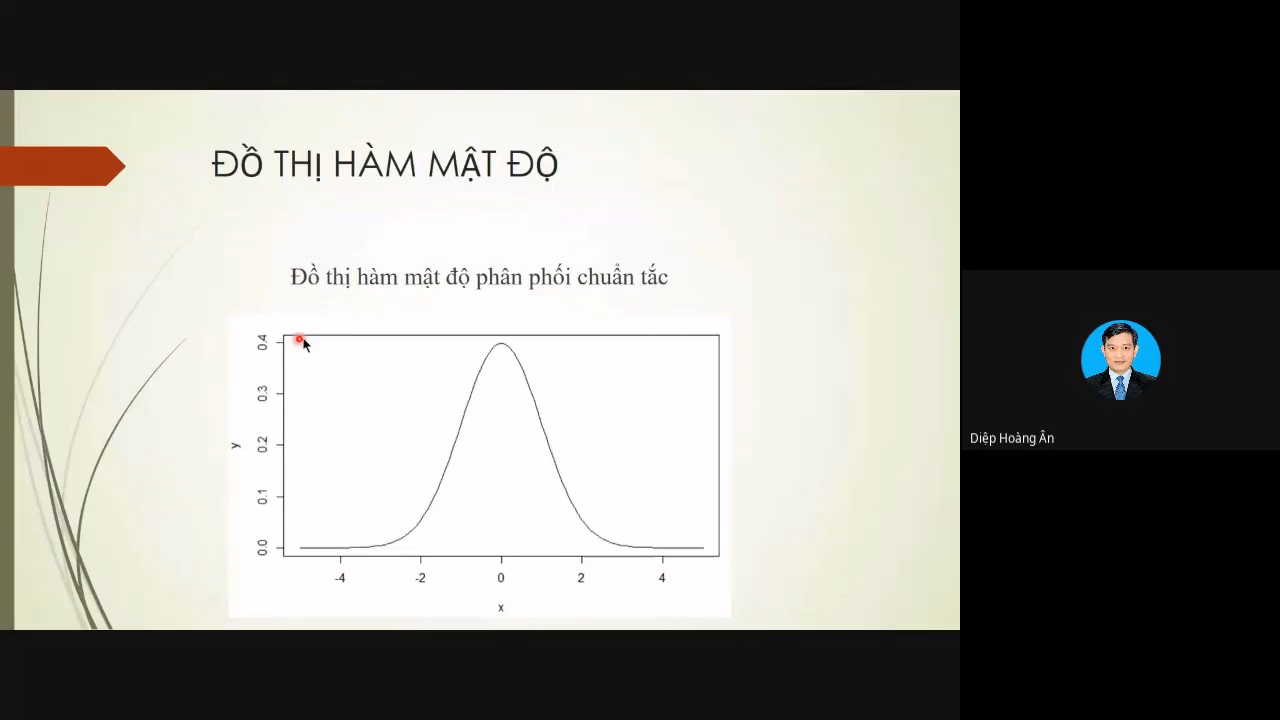 ĐỒ THỊ HÀM MẬT ĐỘ
Đồ thị hàm mật độ phân phối chuẩn tắc
0.4
0.3
0.2
0.1
0.0
y
-4 -2 0 2 4
x
Diệp Hoàng Ân